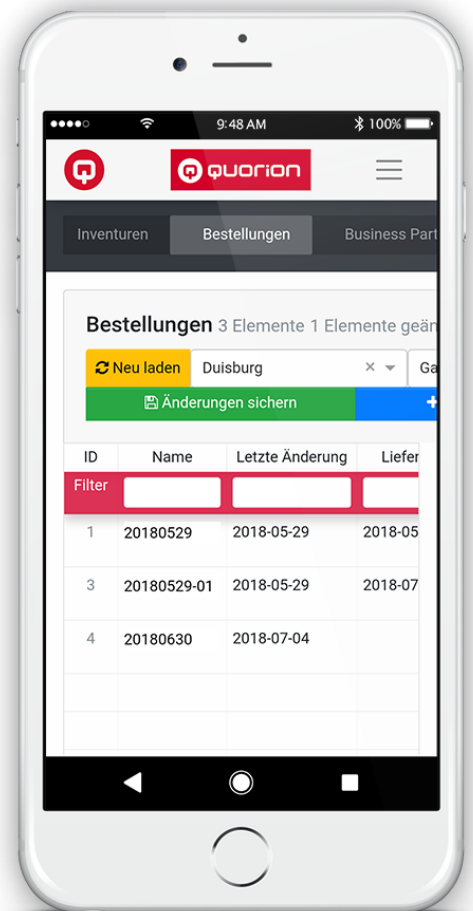 9:48 AM 100%
QUORION
Inventuren Bestellungen Business Part
Bestellungen 3 Elemente 1 Elemente geän
Neu laden Duisburg × Ga
Änderungen sichern +
ID Name Letzte Änderung Liefer
Filter
1 20180529 2018-05-29 2018-05
3 20180529-01 2018-05-29 2018-07
4 20180630 2018-07-04